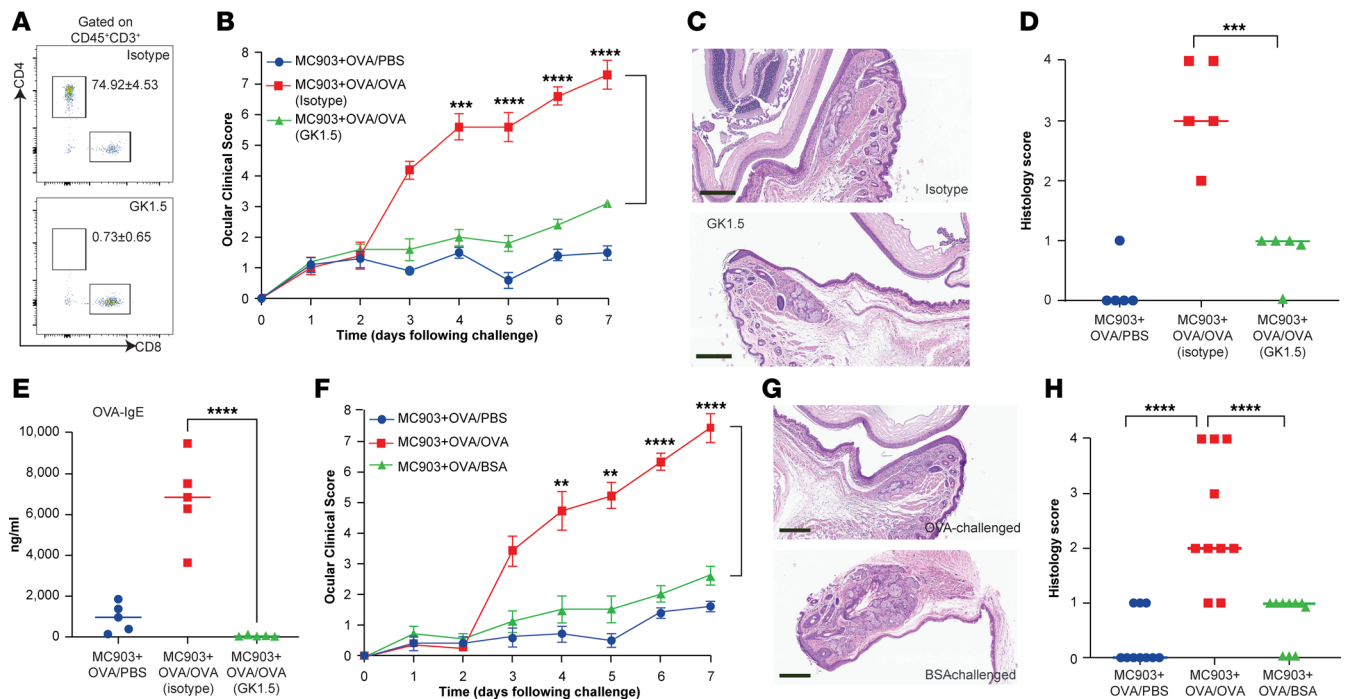 A
Gated on
CD45+CD3+
Isotype
CD4
74.92±4.53
GK1.5
0.73±0.65
CD8
B
MC903+OVA/PBS
MC903+OVA/OVA
(Isotype)
MC903+OVA/OVA
(GK1.5)
***
****
****
****
Ocular Clinical Score
8
7
6
5
4
3
2
1
0
0
1
2
3
4
5
6
7
Time (days following challenge)
C
Isotype
GK1.5
D
***
Histology score
4
3
2
1
0
MC903+
OVA/PBS
MC903+
OVA/OVA
(isotype)
MC903+
OVA/OVA
(GK1.5)
E
OVA-IgE
****
ng/ml
10,000
8,000
6,000
4,000
2,000
0
MC903+
OVA/PBS
MC903+
OVA/OVA
(isotype)
MC903+
OVA/OVA
(GK1.5)
F
MC903+OVA/PBS
MC903+OVA/OVA
MC903+OVA/BSA
**
**
****
****
Ocular Clinical Score
8
7
6
5
4
3
2
1
0
0
1
2
3
4
5
6
7
Time (days following challenge)
G
OVA-challenged
BSAchallenged
H
****
****
Histology score
4
3
2
1
0
MC903+
OVA/PBS
MC903+
OVA/OVA
MC903+
OVA/BSA